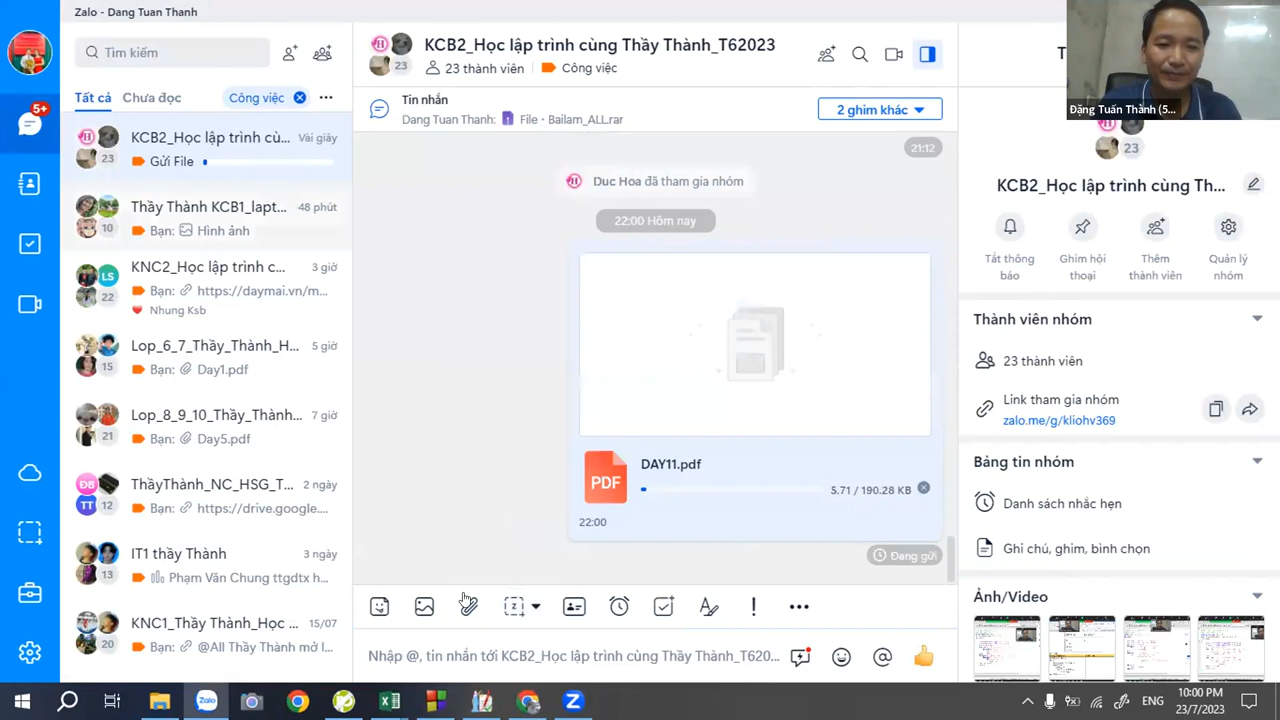 Zalo - Dang Tuan Thanh
Tìm kiếm
Tất cả
Chưa đọc
Công việc
5+
KCB2_Học lập trình cù...
Vài giây
23
Gửi File
Thầy Thành KCB1_lapt...
48 phút
10
Bạn: Hình ảnh
KNC2_Học lập trình c...
3 giờ
LS
22
Bạn: https://daymai.vn/m...
Nhung Ksb
Lop_6_7_Thầy_Thành_H...
5 giờ
15
Bạn: Day1.pdf
Lop_8_9_10_Thầy_Thành...
7 giờ
21
Bạn: Day5.pdf
ThầyThành_NC_HSG_T...
2 ngày
ĐB
TT
12
Bạn: https://drive.google....
IT1 thầy Thành
3 ngày
13
Phạm Văn Chung ttgdtx h...
KNC1_Thầy Thành_Học ...
15/07
20
Bạn: @All Thầy Thành mở l...
KCB2_Học lập trình cùng Thầy Thành_T62023
23
23 thành viên
Công việc
Tin nhắn
Dang Tuan Thanh: File · Bailam_ALL.rar
2 ghim khác
21:12
Duc Hoa đã tham gia nhóm
22:00 Hôm nay
PDF
DAY11.pdf
5.71 / 190.28 KB
22:00
Đang gửi
Nhập @, tin nhắn tới KCB2_Học lập trình cùng Thầy Thành_T620...
Đặng Tuấn Thành (5...
23
KCB2_Học lập trình cùng Th...
Tắt thông báo
Ghim hội thoại
Thêm thành viên
Quản lý nhóm
Thành viên nhóm
23 thành viên
Link tham gia nhóm
zalo.me/g/kliohv369
Bảng tin nhóm
Danh sách nhắc hẹn
Ghi chú, ghim, bình chọn
Ảnh/Video
Zalo
ENG
10:00 PM
23/7/2023